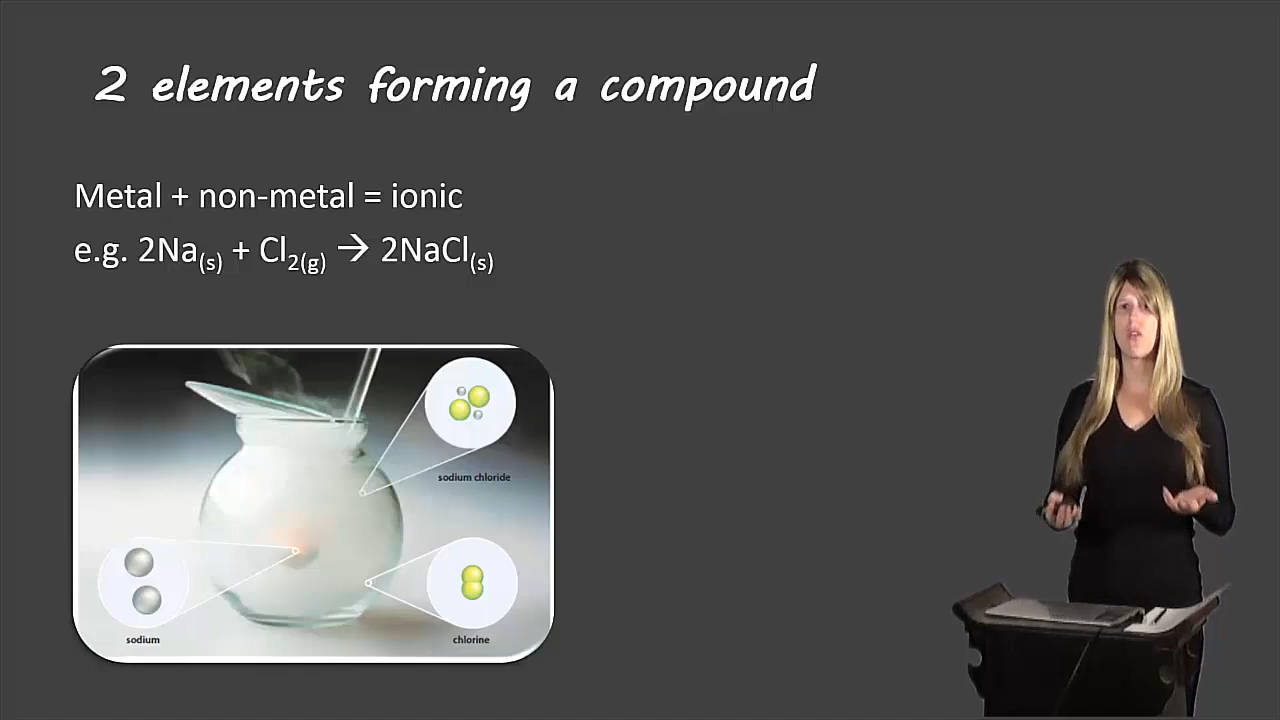 2 elements forming a compound
Metal + non-metal = ionic
e.g. 2Na(s) + Cl2(g) → 2NaCl(s)
sodium chloride
sodium
chlorine